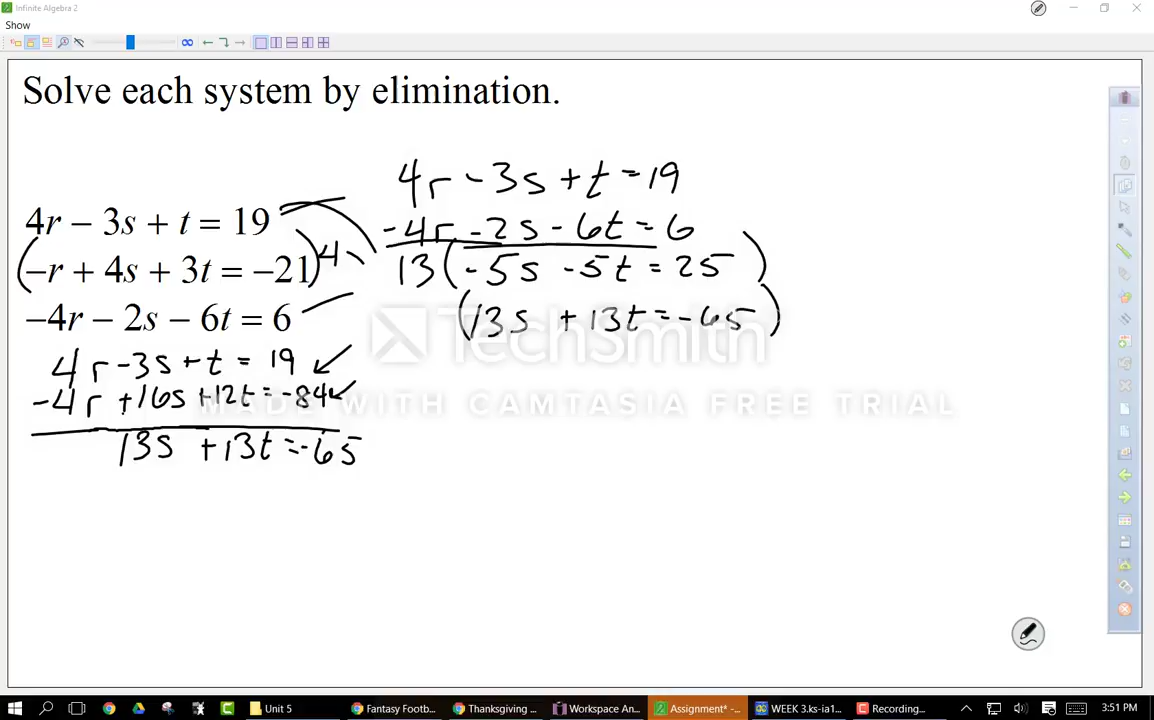 Infinite Algebra 2
Show
Solve each system by elimination.
4r − 3s + t = 19
(−r + 4s + 3t = −21)4
−4r − 2s − 6t = 6
4r -3s + t = 19
-4r +16s +12t = -84
13s +13t = -65
4r - 3s + t = 19
-4r - 2s - 6t = 6
13(-5s -5t = 25)
(13s +13t = -65)
TechSmith
MADE WITH CAMTASIA FREE TRIAL
Unit 5
Fantasy Footb...
Thanksgiving ...
Workspace An...
Assignment* -...
WEEK 3.ks-ia1...
Recording...
3:51 PM